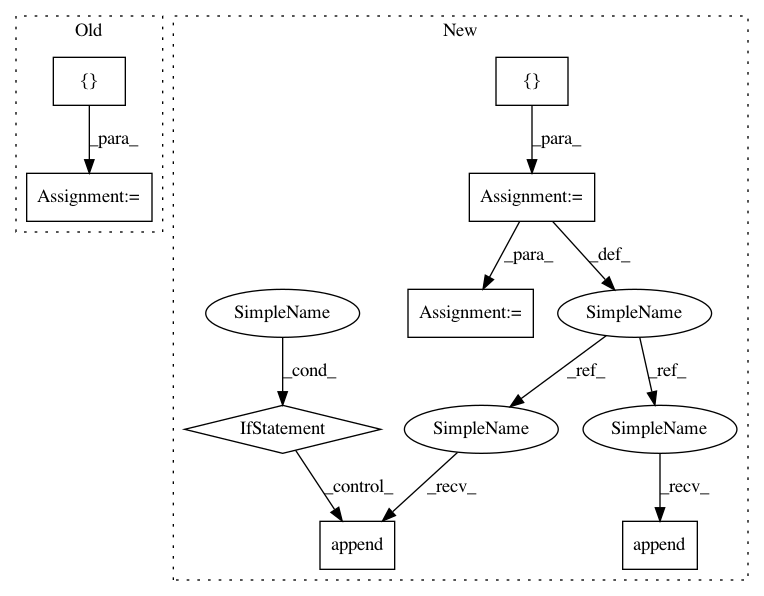 Old
New
{}
{}
_para_
_para_
Assignment:=
Assignment:=
_para_
_def_
SimpleName
Assignment:=
SimpleName
_cond_
_ref_
_ref_
IfStatement
SimpleName
SimpleName
_control_
_recv_
_recv_
append
append